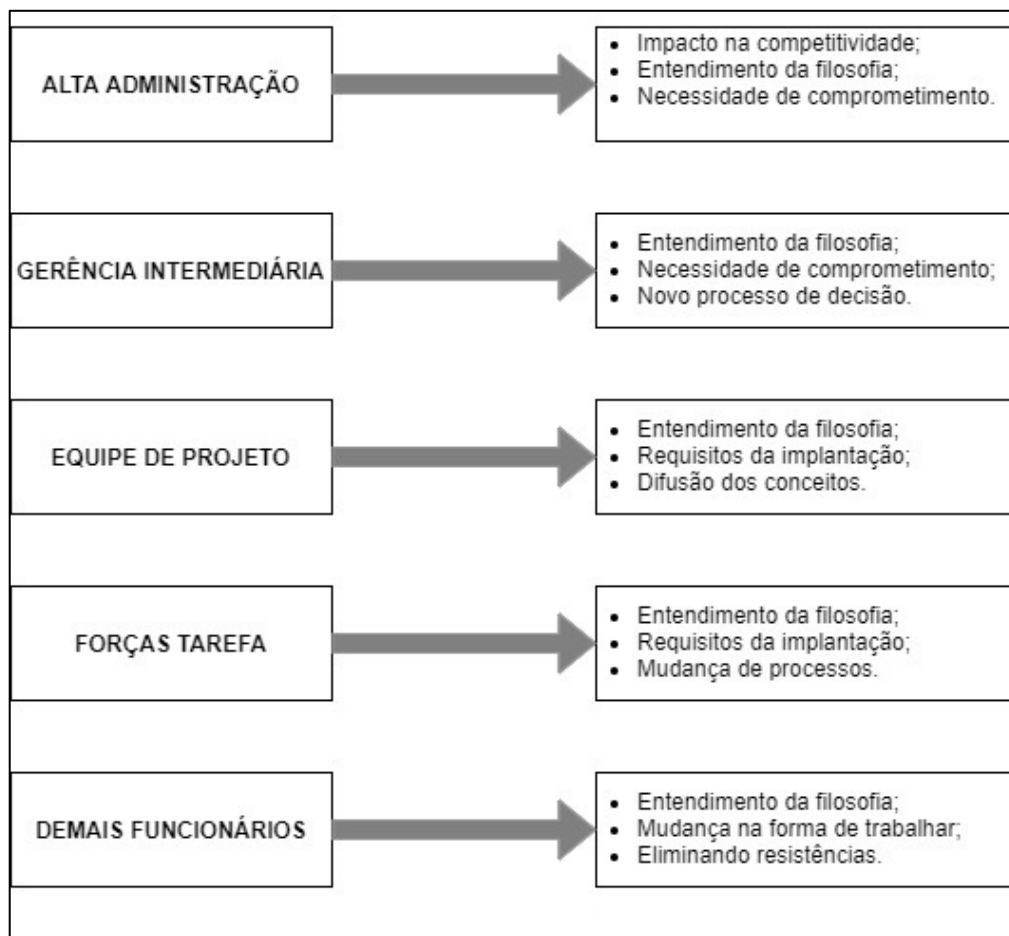 ALTA ADMINISTRAÇÃO
• Impacto na competitividade;
• Entendimento da filosofia;
• Necessidade de comprometimento.
GERÊNCIA INTERMEDIÁRIA
• Entendimento da filosofia;
• Necessidade de comprometimento;
• Novo processo de decisão.
EQUIPE DE PROJETO
• Entendimento da filosofia;
• Requisitos da implantação;
• Difusão dos conceitos.
FORÇAS TAREFA
• Entendimento da filosofia;
• Requisitos da implantação;
• Mudança de processos.
DEMAIS FUNCIONÁRIOS
• Entendimento da filosofia;
• Mudança na forma de trabalhar;
• Eliminando resistências.